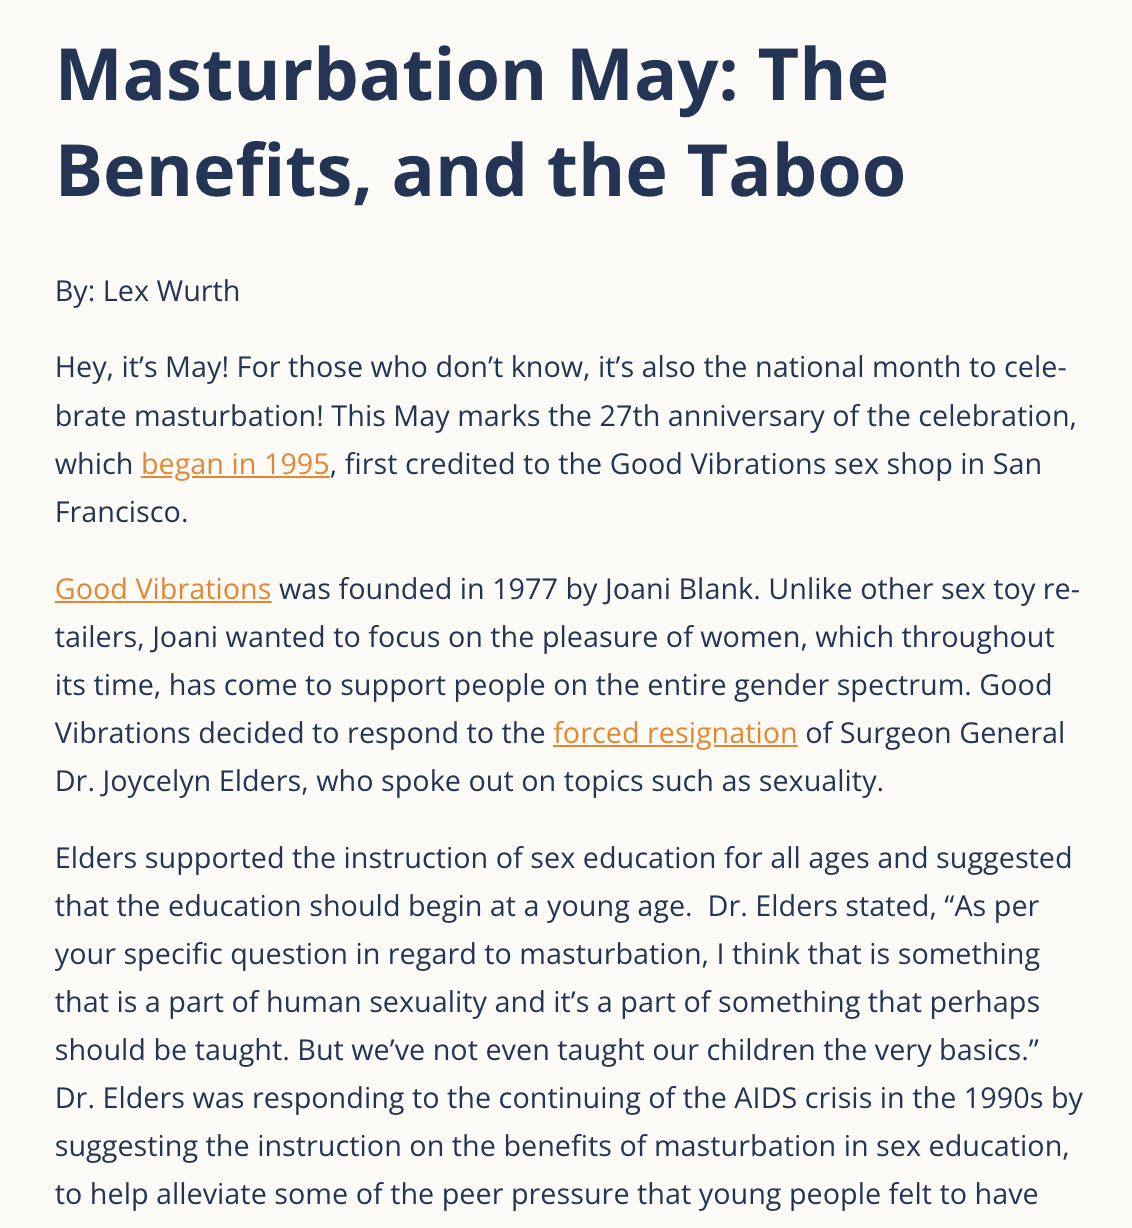 Masturbation May: The
Benefits, and the Taboo
By: Lex Wurth
Hey, it’s May! For those who don’t know, it’s also the national month to cele-
brate masturbation! This May marks the 27th anniversary of the celebration,
which began in 1995, first credited to the Good Vibrations sex shop in San
Francisco.
Good Vibrations was founded in 1977 by Joani Blank. Unlike other sex toy re-
tailers, Joani wanted to focus on the pleasure of women, which throughout
its time, has come to support people on the entire gender spectrum. Good
Vibrations decided to respond to the forced resignation of Surgeon General
Dr. Joycelyn Elders, who spoke out on topics such as sexuality.
Elders supported the instruction of sex education for all ages and suggested
that the education should begin at a young age.  Dr. Elders stated, “As per
your specific question in regard to masturbation, I think that is something
that is a part of human sexuality and it’s a part of something that perhaps
should be taught. But we’ve not even taught our children the very basics.”
Dr. Elders was responding to the continuing of the AIDS crisis in the 1990s by
suggesting the instruction on the benefits of masturbation in sex education,
to help alleviate some of the peer pressure that young people felt to have